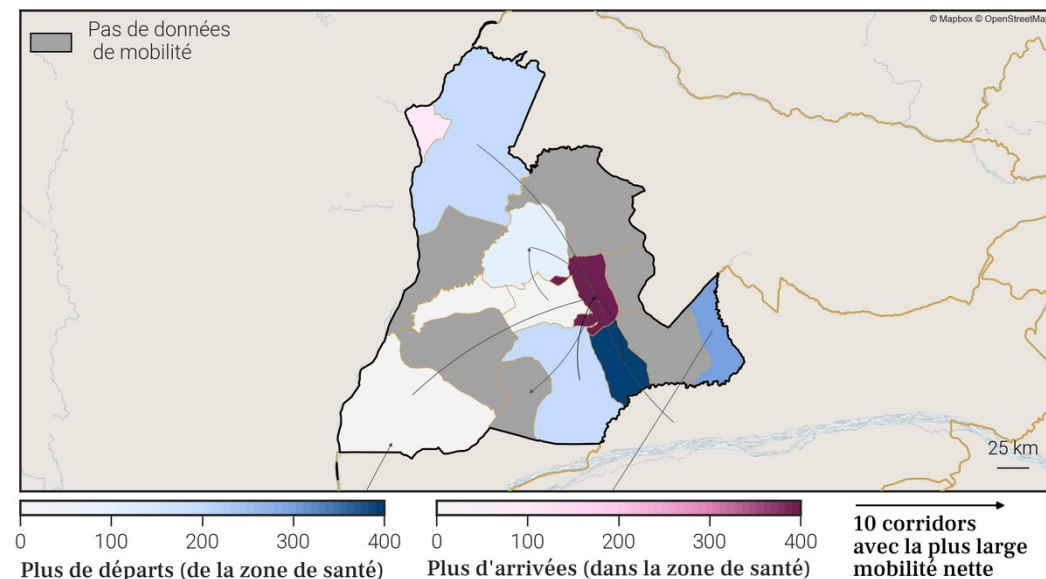 © Mapbox © OpenStreetMap
Pas de données
de mobilité
25 km
0 100 200 300 400
Plus de départs (de la zone de santé)
0 100 200 300 400
Plus d'arrivées (dans la zone de santé)
10 corridors
avec la plus large
mobilité nette